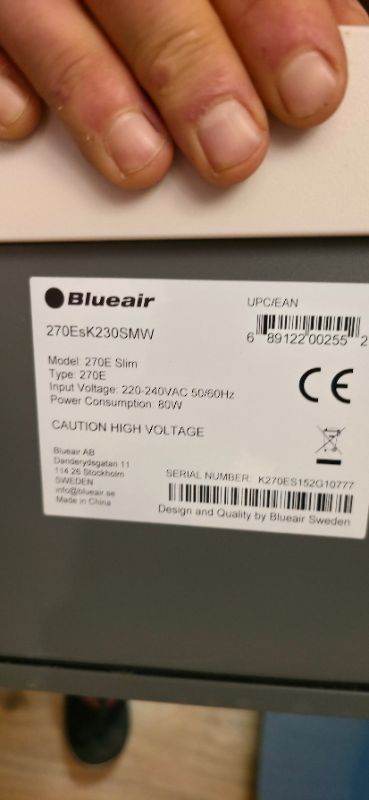 Blueair
UPC/EAN
270EsK230SMW
6 89122 00255 2
Model: 270E Slim
Type: 270E
Input Voltage: 220-240VAC 50/60Hz
Power Consumption: 80W
CE
CAUTION HIGH VOLTAGE
Blueair AB
Danderydsgatan 11
114 26 Stockholm
SWEDEN
info@blueair.se
Made in China
SERIAL NUMBER: K270ES152G10777
Design and Quality by Blueair Sweden